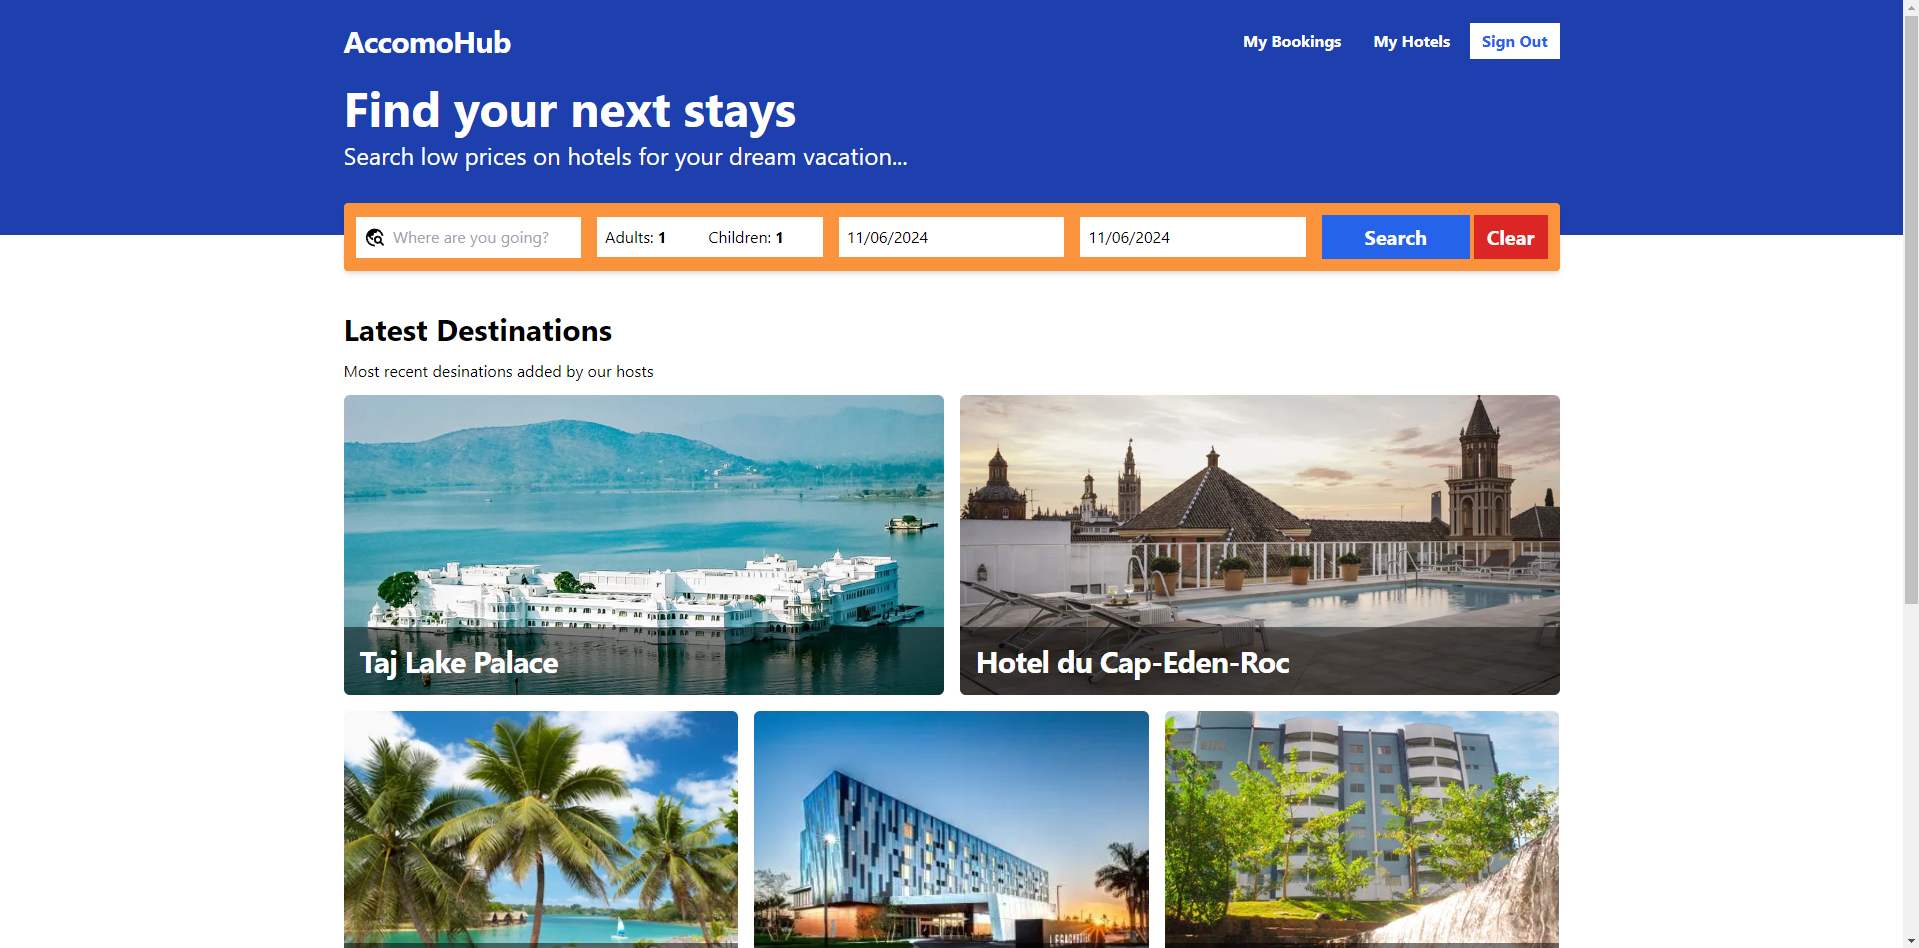 AccomoHub
My Bookings
My Hotels
Sign Out
Find your next stays
Search low prices on hotels for your dream vacation...
Where are you going?
Adults: 1
Children: 1
11/06/2024
11/06/2024
Search
Clear
Latest Destinations
Most recent desinations added by our hosts
Taj Lake Palace
Hotel du Cap-Eden-Roc